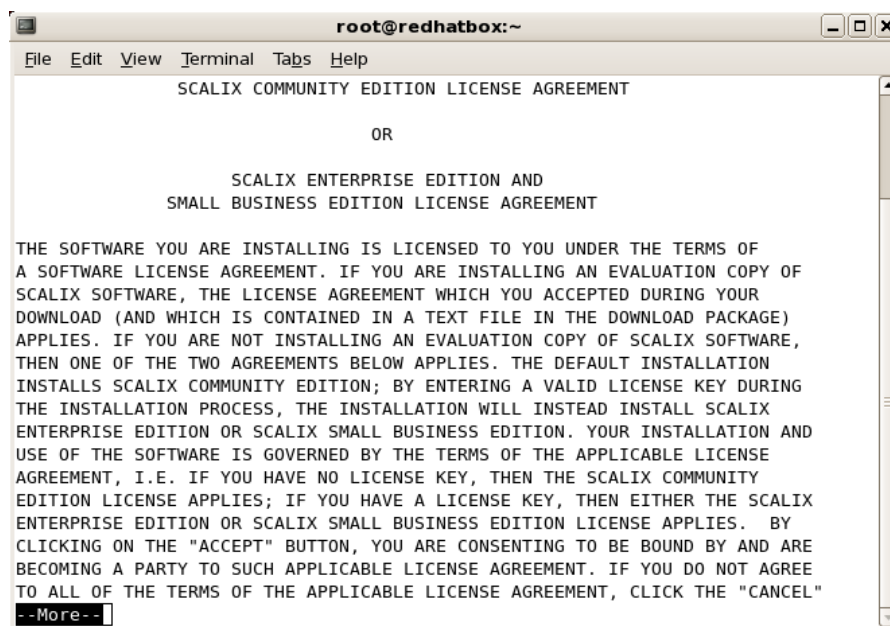 root@redhatbox:~
File Edit View Terminal Tabs Help
SCALIX COMMUNITY EDITION LICENSE AGREEMENT
OR
SCALIX ENTERPRISE EDITION AND
SMALL BUSINESS EDITION LICENSE AGREEMENT
THE SOFTWARE YOU ARE INSTALLING IS LICENSED TO YOU UNDER THE TERMS OF
A SOFTWARE LICENSE AGREEMENT. IF YOU ARE INSTALLING AN EVALUATION COPY OF
SCALIX SOFTWARE, THE LICENSE AGREEMENT WHICH YOU ACCEPTED DURING YOUR
DOWNLOAD (AND WHICH IS CONTAINED IN A TEXT FILE IN THE DOWNLOAD PACKAGE)
APPLIES. IF YOU ARE NOT INSTALLING AN EVALUATION COPY OF SCALIX SOFTWARE,
THEN ONE OF THE TWO AGREEMENTS BELOW APPLIES. THE DEFAULT INSTALLATION
INSTALLS SCALIX COMMUNITY EDITION; BY ENTERING A VALID LICENSE KEY DURING
THE INSTALLATION PROCESS, THE INSTALLATION WILL INSTEAD INSTALL SCALIX
ENTERPRISE EDITION OR SCALIX SMALL BUSINESS EDITION. YOUR INSTALLATION AND
USE OF THE SOFTWARE IS GOVERNED BY THE TERMS OF THE APPLICABLE LICENSE
AGREEMENT, I.E. IF YOU HAVE NO LICENSE KEY, THEN THE SCALIX COMMUNITY
EDITION LICENSE APPLIES; IF YOU HAVE A LICENSE KEY, THEN EITHER THE SCALIX
ENTERPRISE EDITION OR SCALIX SMALL BUSINESS EDITION LICENSE APPLIES.  BY
CLICKING ON THE "ACCEPT" BUTTON, YOU ARE CONSENTING TO BE BOUND BY AND ARE
BECOMING A PARTY TO SUCH APPLICABLE LICENSE AGREEMENT. IF YOU DO NOT AGREE
TO ALL OF THE TERMS OF THE APPLICABLE LICENSE AGREEMENT, CLICK THE "CANCEL"
--More--